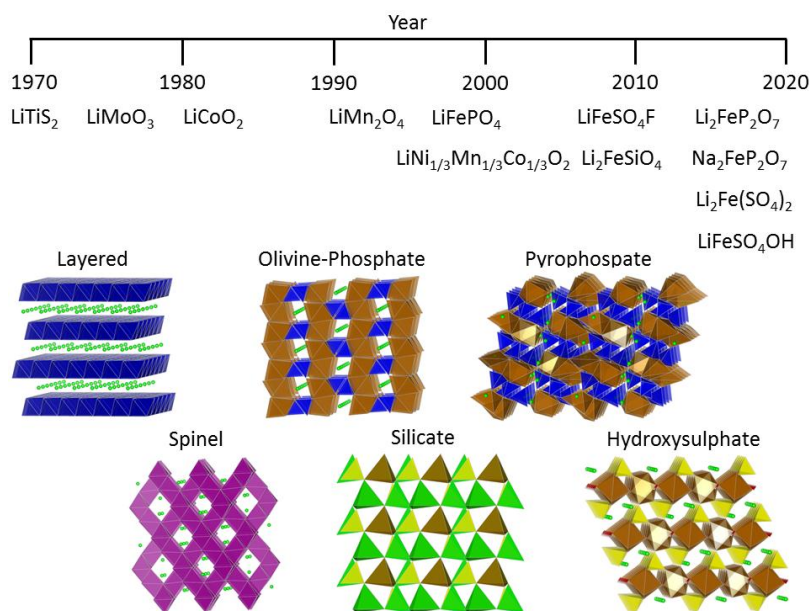 Year
1970 1980 1990 2000 2010 2020
LiTiS₂ LiMoO₃ LiCoO₂ LiMn₂O₄ LiFePO₄ LiFeSO₄F Li₂FeP₂O₇
LiNi₁/₃Mn₁/₃Co₁/₃O₂ Li₂FeSiO₄ Na₂FeP₂O₇
Li₂Fe(SO₄)₂
LiFeSO₄OH
Layered Olivine-Phosphate Pyrophospate
Spinel Silicate Hydroxysulphate